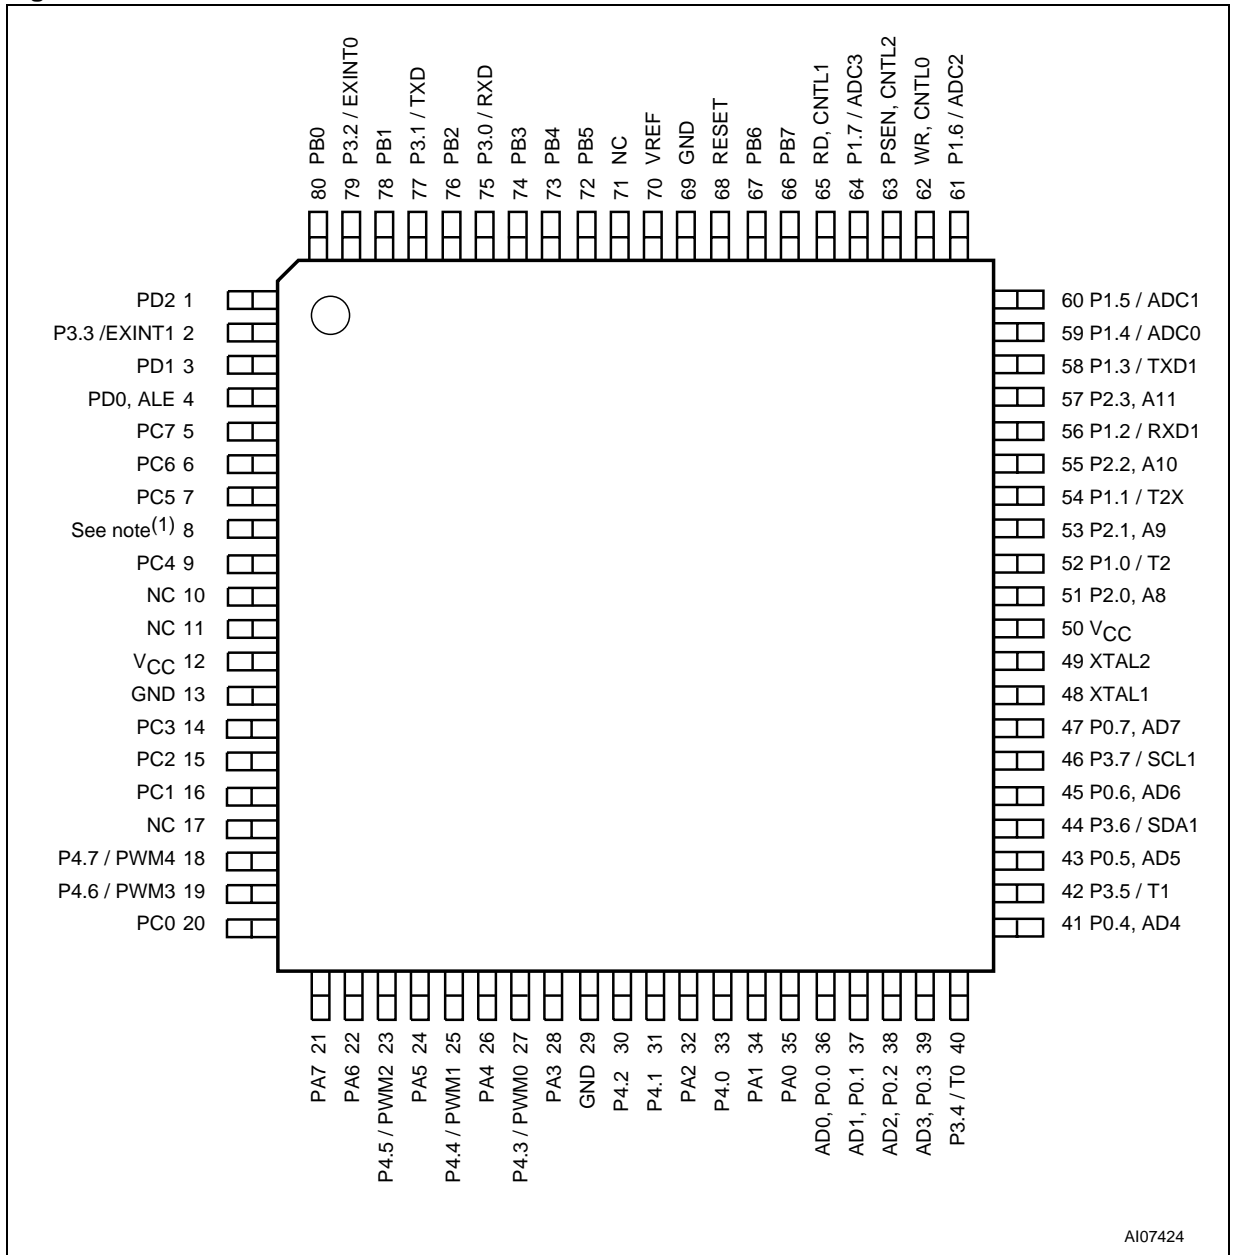 80 PB0
79 P3.2 / EXINT0
78 PB1
77 P3.1 / TXD
76 PB2
75 P3.0 / RXD
74 PB3
73 PB4
72 PB5
71 NC
70 VREF
69 GND
68 RESET
67 PB6
66 PB7
65 RD, CNTL1
64 P1.7 / ADC3
63 PSEN, CNTL2
62 WR, CNTL0
61 P1.6 / ADC2
PD2 1
P3.3 /EXINT1 2
PD1 3
PD0, ALE 4
PC7 5
PC6 6
PC5 7
See note(1) 8
PC4 9
NC 10
NC 11
VCC 12
GND 13
PC3 14
PC2 15
PC1 16
NC 17
P4.7 / PWM4 18
P4.6 / PWM3 19
PC0 20
60 P1.5 / ADC1
59 P1.4 / ADC0
58 P1.3 / TXD1
57 P2.3, A11
56 P1.2 / RXD1
55 P2.2, A10
54 P1.1 / T2X
53 P2.1, A9
52 P1.0 / T2
51 P2.0, A8
50 VCC
49 XTAL2
48 XTAL1
47 P0.7, AD7
46 P3.7 / SCL1
45 P0.6, AD6
44 P3.6 / SDA1
43 P0.5, AD5
42 P3.5 / T1
41 P0.4, AD4
PA7 21
PA6 22
P4.5 / PWM2 23
PA5 24
P4.4 / PWM1 25
PA4 26
P4.3 / PWM0 27
PA3 28
GND 29
P4.2 30
P4.1 31
PA2 32
P4.0 33
PA1 34
PA0 35
AD0, P0.0 36
AD1, P0.1 37
AD2, P0.2 38
AD3, P0.3 39
P3.4 / T0 40
AI07424